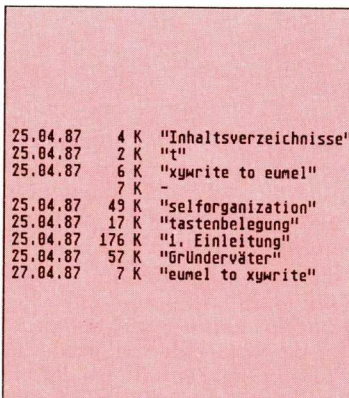 25.04.87 4 K "Inhaltsverzeichnisse"
25.04.87 2 K "t"
25.04.87 6 K "xywrite to eumel"
7 K -
25.04.87 49 K "selforganization"
25.04.87 17 K "tastenbelegung"
25.04.87 176 K "i. Einleitung"
25.04.87 57 K "GrÜnderväter"
27.04.87 7 K "eumel to xywrite"